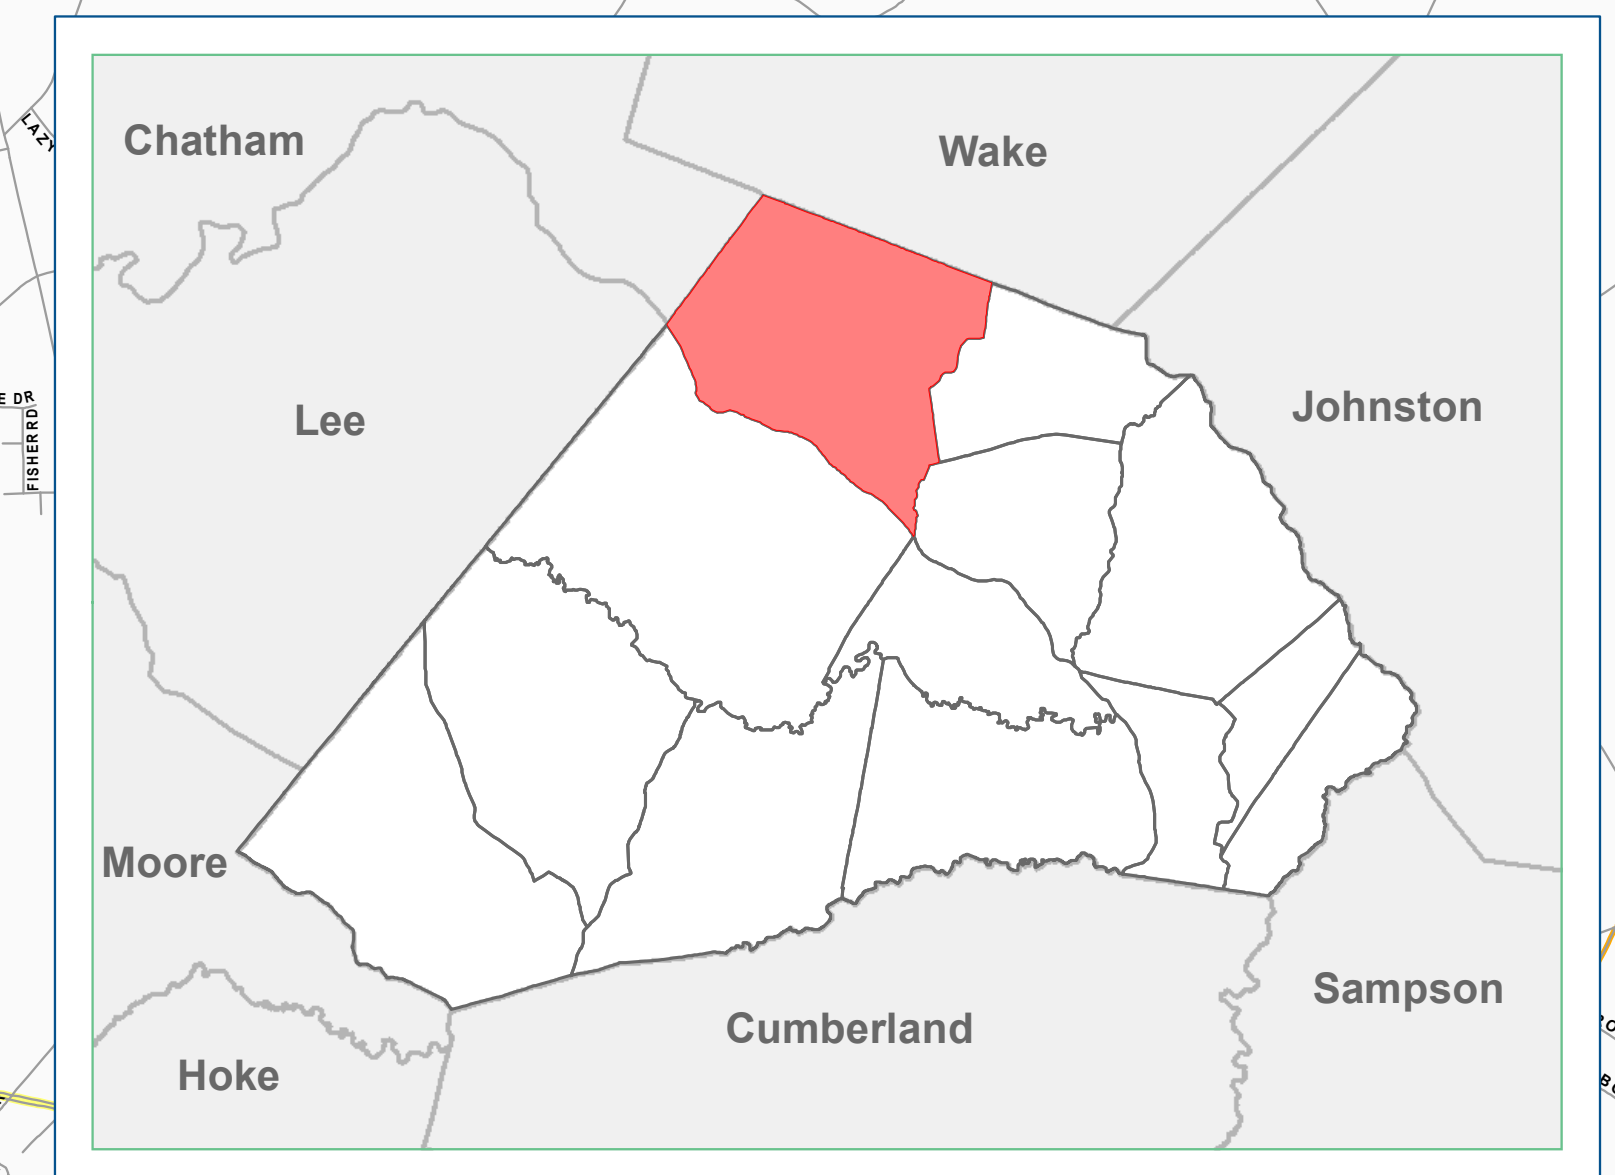 LAZY
Chatham
Wake
E DR
FISHER RD
Lee
Johnston
Moore
Sampson
Cumberland
Hoke